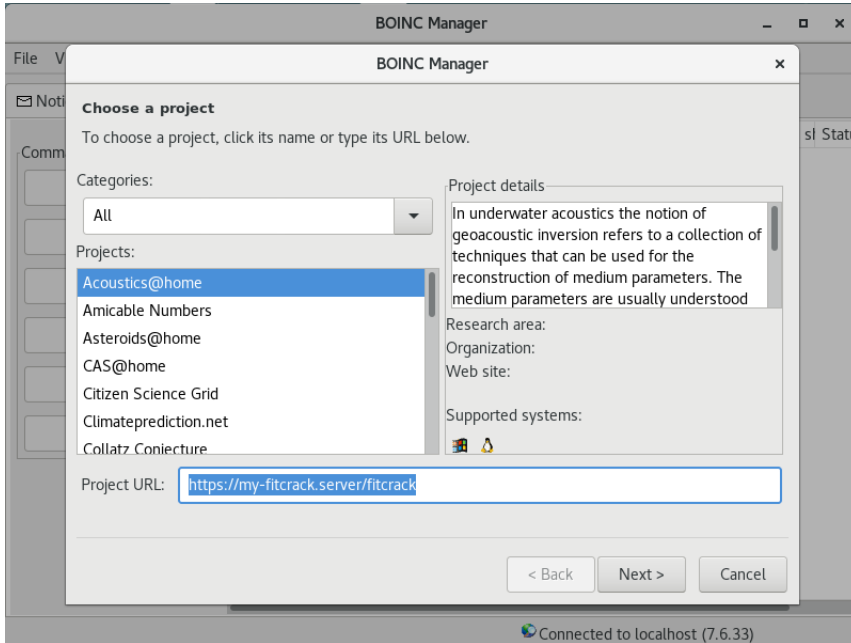 BOINC Manager
File V
BOINC Manager
Noti
Choose a project
To choose a project, click its name or type its URL below.
sl Stat
Comm
Categories:
All
Project details
In underwater acoustics the notion of
geoacoustic inversion refers to a collection of
techniques that can be used for the
reconstruction of medium parameters. The
medium parameters are usually understood
Projects:
Acoustics@home
Amicable Numbers
Asteroids@home
CAS@home
Citizen Science Grid
Climateprediction.net
Collatz Conjecture
Research area:
Organization:
Web site:
Supported systems:
Project URL: https://my-fitcrack.server/fitcrack
< Back Next > Cancel
Connected to localhost (7.6.33)